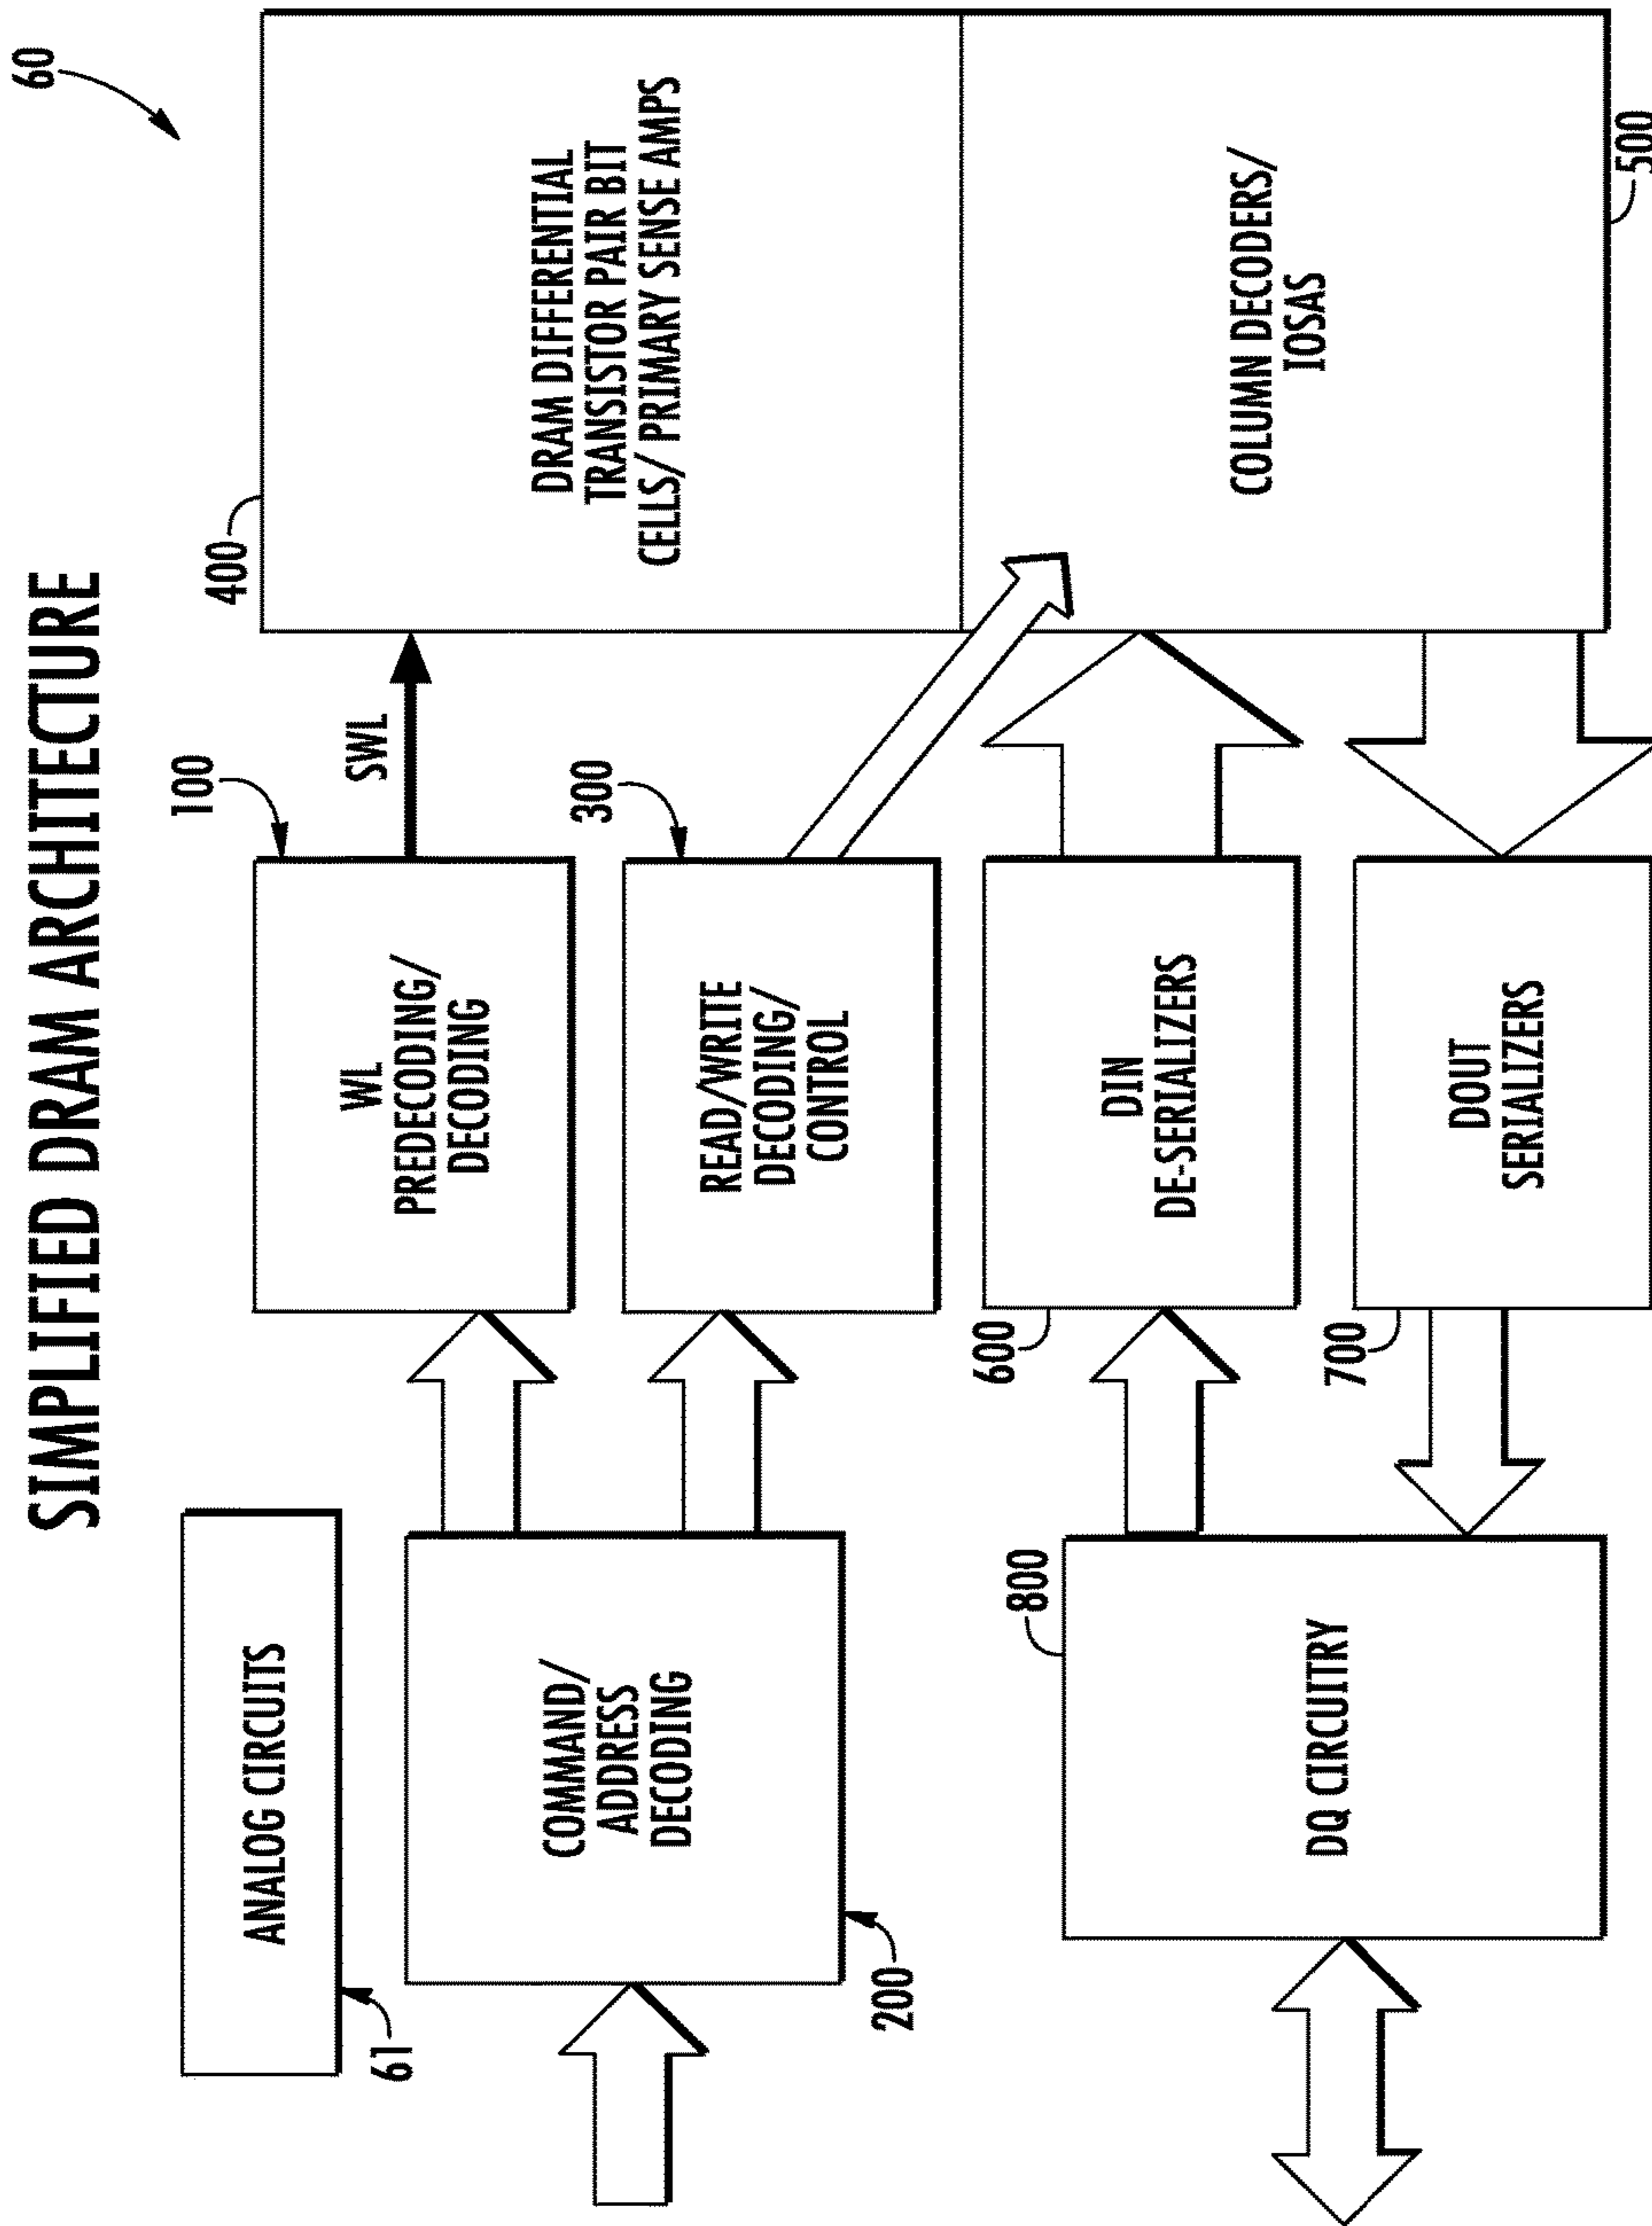 SIMPLIFIED DRAM ARCHITECTURE
60
ANALOG CIRCUITS
61
COMMAND/
ADDRESS
DECODING
200
WL
PREDECODING/
DECODING
100
SWL
READ/WRITE
DECODING/
CONTROL
300
DRAM DIFFERENTIAL
TRANSISTOR PAIR BIT
CELLS/ PRIMARY SENSE AMPS
400
COLUMN DECODERS/
IOSAS
500
DIN
DE-SERIALIZERS
600
DOUT
SERIALIZERS
700
DQ CIRCUITRY
800